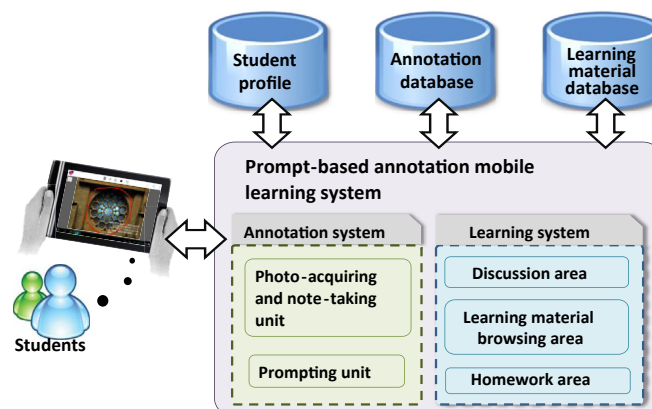 Student
profile
Annotation
database
Learning
material
database
Prompt-based annotation mobile
learning system
Annotation system
Learning system
Photo-acquiring
and note-taking
unit
Prompting unit
Discussion area
Learning material
browsing area
Homework area
Students